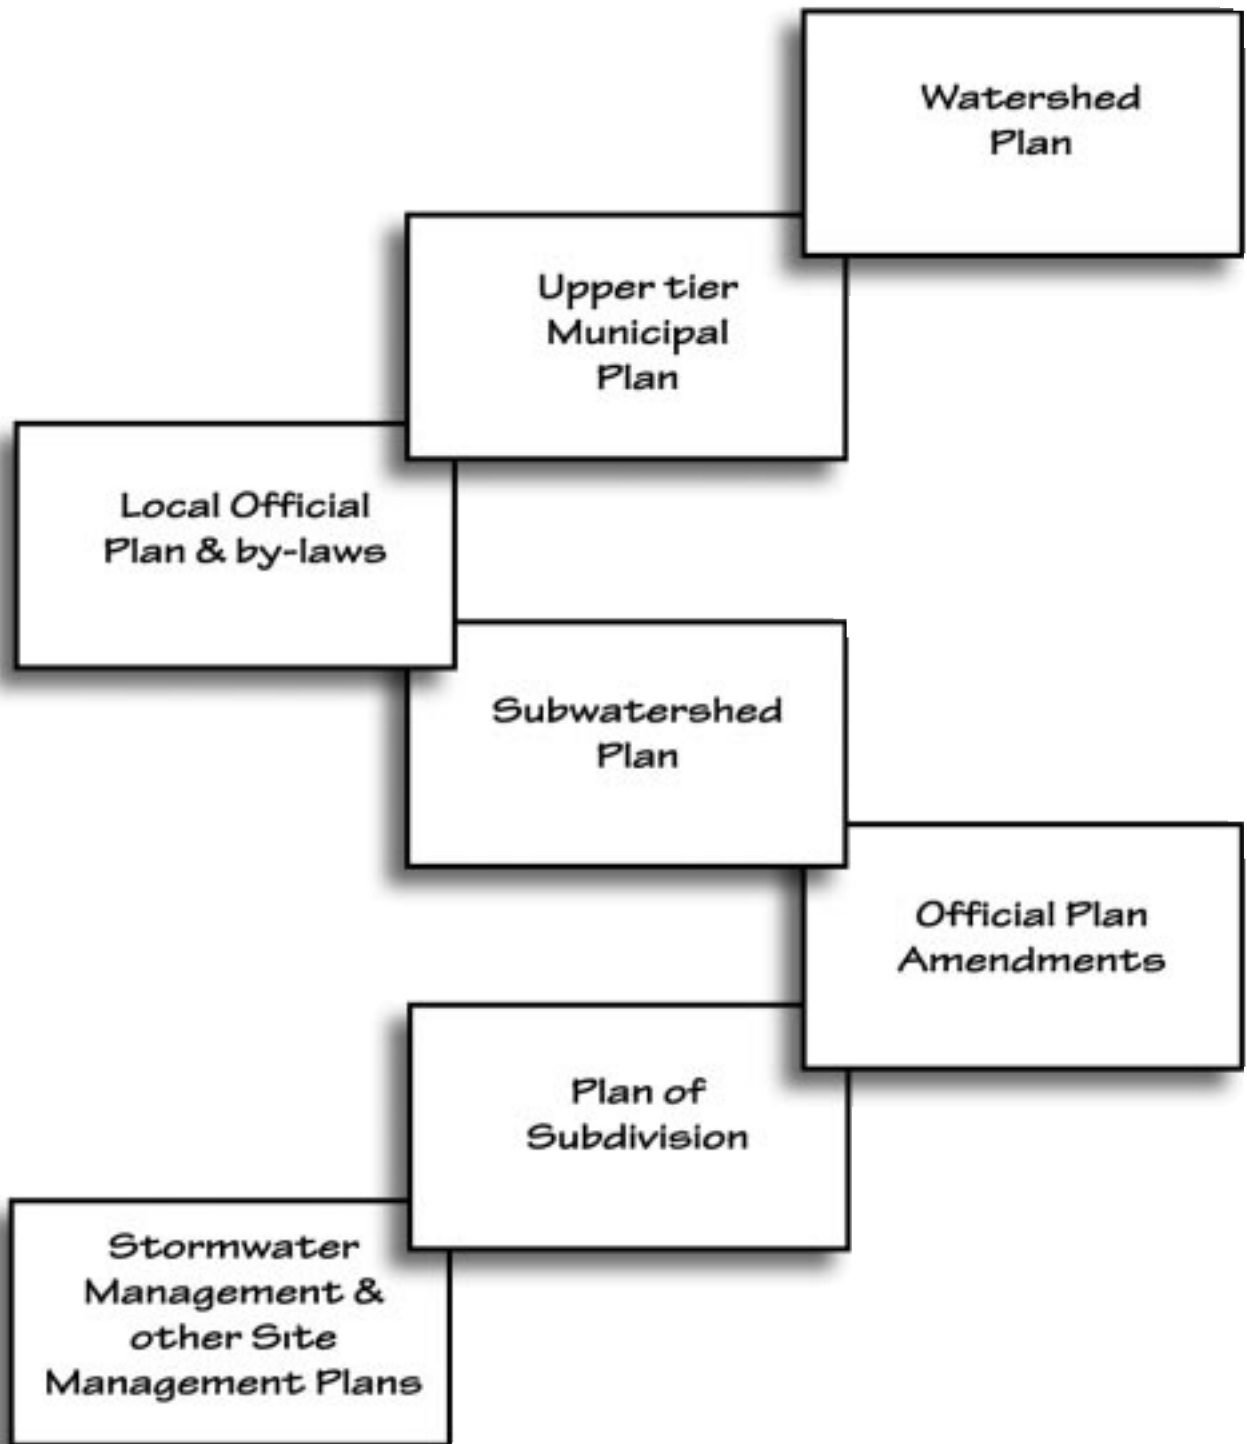 Watershed
Plan
Upper tier
Municipal
Plan
Local Official
Plan & by-laws
Subwatershed
Plan
Official Plan
Amendments
Plan of
Subdivision
Stormwater
Management &
other Site
Management Plans